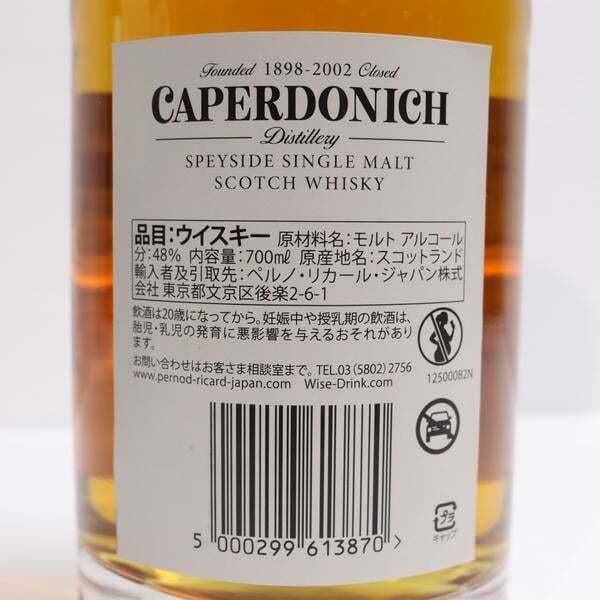 Founded 1898-2002 Closed
CAPERDONICH
Distillery
SPEYSIDE SINGLE MALT
SCOTCH WHISKY
品目:ウイスキー 原材料名:モルト アルコール
分:48% 内容量:700㎖ 原産地名:スコットランド
輸入者及引取先:ペルノ・リカール・ジャパン株式
会社 東京都文京区後楽2-6-1
飲酒は20歳になってから。妊娠中や授乳期の飲酒は、
胎児・乳児の発育に悪影響を与えるおそれがあり
ます。
お問い合わせはお客さま相談室まで。TEL.03 (5802) 2756
www.pernod-ricard-japan.com Wise-Drink.com
12500082N
5 000299 613870 >
プラ
キャップ